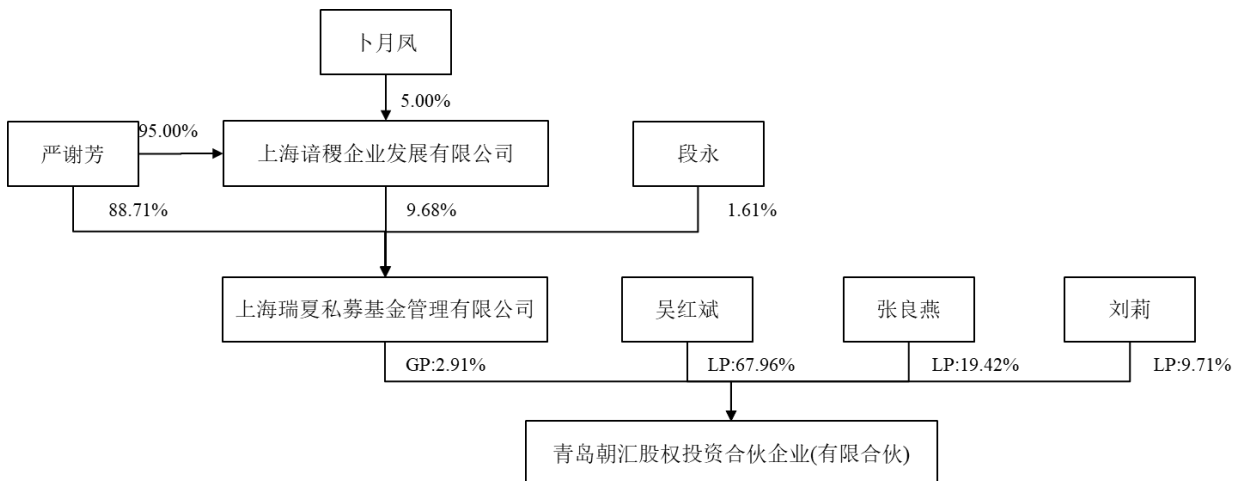 卜月凤
5.00%
严谢芳
95.00%
上海谙稷企业发展有限公司
段永
88.71%
9.68%
1.61%
上海瑞夏私募基金管理有限公司
吴红斌
张良燕
刘莉
GP:2.91%
LP:67.96%
LP:19.42%
LP:9.71%
青岛朝汇股权投资合伙企业(有限合伙)